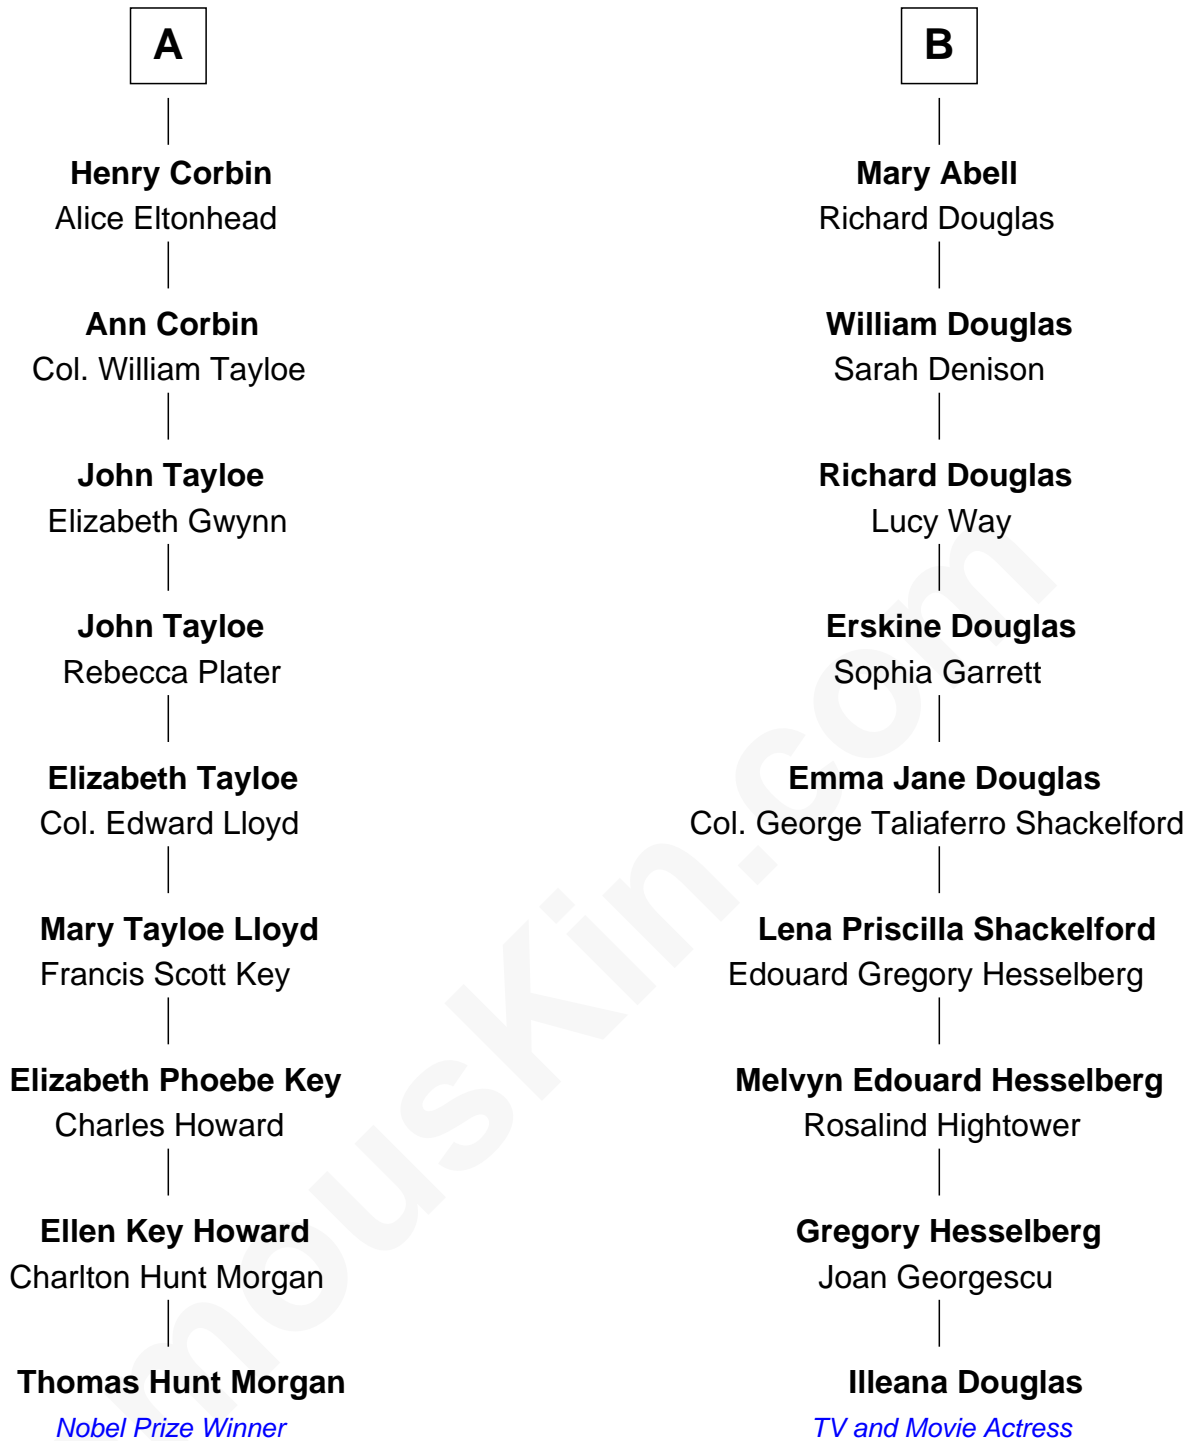 A
Henry Corbin
Alice Eltonhead
Ann Corbin
Col. William Tayloe
John Tayloe
Elizabeth Gwynn
John Tayloe
Rebecca Plater
Elizabeth Tayloe
Col. Edward Lloyd
Mary Tayloe Lloyd
Francis Scott Key
Elizabeth Phoebe Key
Charles Howard
Ellen Key Howard
Charlton Hunt Morgan
Thomas Hunt Morgan
Nobel Prize Winner
B
Mary Abell
Richard Douglas
William Douglas
Sarah Denison
Richard Douglas
Lucy Way
Erskine Douglas
Sophia Garrett
Emma Jane Douglas
Col. George Taliaferro Shackelford
Lena Priscilla Shackelford
Edouard Gregory Hesselberg
Melvyn Edouard Hesselberg
Rosalind Hightower
Gregory Hesselberg
Joan Georgescu
Illeana Douglas
TV and Movie Actress
mousKin.com